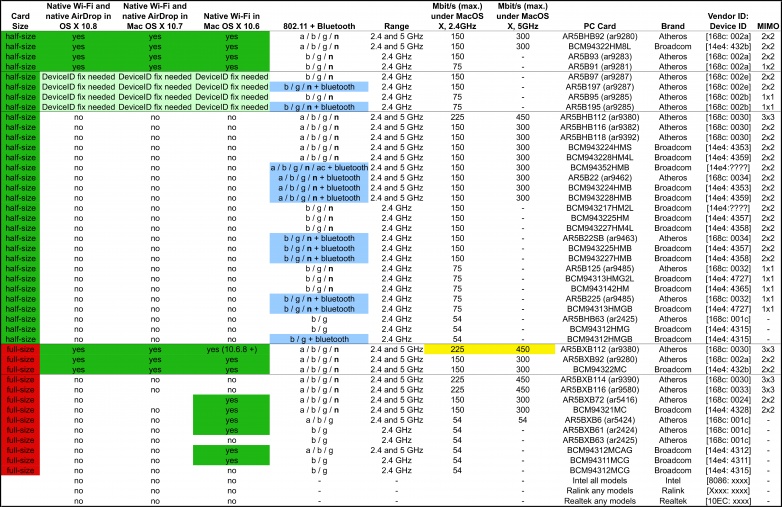 Card Size Native Wi-Fi and native AirDrop in OS X 10.8 Native Wi-Fi and native AirDrop in Mac OS X 10.7 Native Wi-Fi in Mac OS X 10.6 802.11 + Bluetooth Range Mbit/s (max.) under MacOS X, 2.4GHz Mbit/s (max.) under MacOS X, 5GHz PC Card Brand Vendor ID: Device ID MIMO
half-size yes yes yes a / b / g / n 2.4 and 5 GHz 150 300 AR5BHB92 (ar9280) Atheros [168c: 002a] 2x2
half-size yes yes yes a / b / g / n 2.4 and 5 GHz 150 300 BCM94322HM8L Broadcom [14e4: 432b] 2x2
half-size yes yes yes b / g / n 2.4 GHz 150 - AR5B93 (ar9283) Atheros [168c: 002a] 2x2
half-size yes yes yes b / g / n 2.4 GHz 75 - AR5B91 (ar9281) Atheros [168c: 002a] 1x2
half-size DeviceID fix needed DeviceID fix needed DeviceID fix needed b / g / n 2.4 GHz 150 - AR5B97 (ar9287) Atheros [168c: 002e] 2x2
half-size DeviceID fix needed DeviceID fix needed DeviceID fix needed b / g / n + bluetooth 2.4 GHz 150 - AR5B197 (ar9287) Atheros [168c: 002e] 2x2
half-size DeviceID fix needed DeviceID fix needed DeviceID fix needed b / g / n 2.4 GHz 75 - AR5B95 (ar9285) Atheros [168c: 002b] 1x1
half-size DeviceID fix needed DeviceID fix needed DeviceID fix needed b / g / n + bluetooth 2.4 GHz 75 - AR5B195 (ar9285) Atheros [168c: 002b] 1x1
half-size no no no a / b / g / n 2.4 and 5 GHz 225 450 AR5BHB112 (ar9380) Atheros [168c: 0030] 3x3
half-size no no no a / b / g / n 2.4 and 5 GHz 150 300 AR5BHB116 (ar9382) Atheros [168c: 0030] 2x2
half-size no no no a / b / g / n 2.4 and 5 GHz 150 300 AR5BHB118 (ar9392) Atheros [168c: 0030] 2x2
half-size no no no a / b / g / n 2.4 and 5 GHz 150 300 BCM943224HMS Broadcom [14e4: 4353] 2x2
half-size no no no a / b / g / n 2.4 and 5 GHz 150 300 BCM943228HM4L Broadcom [14e4: 4359] 2x2
half-size no no no a / b / g / n / ac + bluetooth 2.4 and 5 GHz 150 300 BCM94352HMB Broadcom [14e4:????] 2x2
half-size no no no a / b / g / n + bluetooth 2.4 and 5 GHz 150 300 AR5B22 (ar9462) Atheros [168c: 0034] 2x2
half-size no no no a / b / g / n + bluetooth 2.4 and 5 GHz 150 300 BCM943224HMB Broadcom [14e4: 4353] 2x2
half-size no no no a / b / g / n + bluetooth 2.4 and 5 GHz 150 300 BCM943228HMB Broadcom [14e4: 4359] 2x2
half-size no no no b / g / n 2.4 GHz 150 - BCM943217HM2L Broadcom [14e4:????] 2x2
half-size no no no b / g / n 2.4 GHz 150 - BCM943225HM Broadcom [14e4: 4357] 2x2
half-size no no no b / g / n 2.4 GHz 150 - BCM943227HM4L Broadcom [14e4: 4358] 2x2
half-size no no no b / g / n + bluetooth 2.4 GHz 150 - AR5B22SB (ar9463) Atheros [168c: 0034] 2x2
half-size no no no b / g / n + bluetooth 2.4 GHz 150 - BCM943225HMB Broadcom [14e4: 4357] 2x2
half-size no no no b / g / n + bluetooth 2.4 GHz 150 - BCM943227HMB Broadcom [14e4: 4358] 2x2
half-size no no no b / g / n 2.4 GHz 75 - AR5B125 (ar9485) Atheros [168c: 0032] 1x1
half-size no no no b / g / n 2.4 GHz 75 - BCM94313HMG2L Broadcom [14e4: 4727] 1x1
half-size no no no b / g / n 2.4 GHz 75 - BCM943142HM Broadcom [14e4: 4365] 1x1
half-size no no no b / g / n + bluetooth 2.4 GHz 75 - AR5B225 (ar9485) Atheros [168c: 0032] 1x1
half-size no no no b / g / n + bluetooth 2.4 GHz 75 - BCM94313HMGB Broadcom [14e4: 4727] 1x1
half-size no no no b / g 2.4 GHz 54 - AR5BHB63 (ar2425) Atheros [168c: 001c] -
half-size no no no b / g 2.4 GHz 54 - BCM94312HMG Broadcom [14e4: 4315] -
half-size no no no b / g + bluetooth 2.4 GHz 54 - BCM94312HMGB Broadcom [14e4: 4315] -
full-size yes yes yes (10.6.8 +) a / b / g / n 2.4 and 5 GHz 225 450 AR5BXB112 (ar9380) Atheros [168c: 0030] 3x3
full-size yes yes yes a / b / g / n 2.4 and 5 GHz 150 300 AR5BXB92 (ar9280) Atheros [168c: 002a] 2x2
full-size yes yes yes a / b / g / n 2.4 and 5 GHz 150 300 BCM94322MC Broadcom [14e4: 432b] 2x2
full-size no no no a / b / g / n 2.4 and 5 GHz 225 450 AR5BXB114 (ar9390) Atheros [168c: 0030] 3x3
full-size no no no a / b / g / n 2.4 and 5 GHz 225 450 AR5BXB116 (ar9580) Atheros [168c: 0033] 3x3
full-size no no yes a / b / g / n 2.4 and 5 GHz 150 300 AR5BXB72 (ar5416) Atheros [168c: 0024] 2x2
full-size no no yes a / b / g / n 2.4 and 5 GHz 150 300 BCM94321MC Broadcom [14e4: 4328] 2x2
full-size no no yes a / b / g 2.4 and 5 GHz 54 54 AR5BXB6 (ar5424) Atheros [168c: 001c] -
full-size no no yes b / g 2.4 GHz 54 - AR5BXB61 (ar2424) Atheros [168c: 001c] -
full-size no no no b / g 2.4 GHz 54 - AR5BXB63 (ar2425) Atheros [168c: 001c] -
full-size no no yes a / b / g 2.4 and 5 GHz 54 - BCM94312MCAG Broadcom [14e4: 4312] -
full-size no no yes b / g 2.4 GHz 54 - BCM94311MCG Broadcom [14e4: 4311] -
full-size no no no b / g 2.4 GHz 54 - BCM94312MCG Broadcom [14e4: 4315] -
no no no - - - - Intel all models Intel [8086: xxxx] -
no no no - - - - Ralink any models Ralink [Xxxx: xxxx] -
no no no - - - - Realtek any models Realtek [10EC: xxxx] -